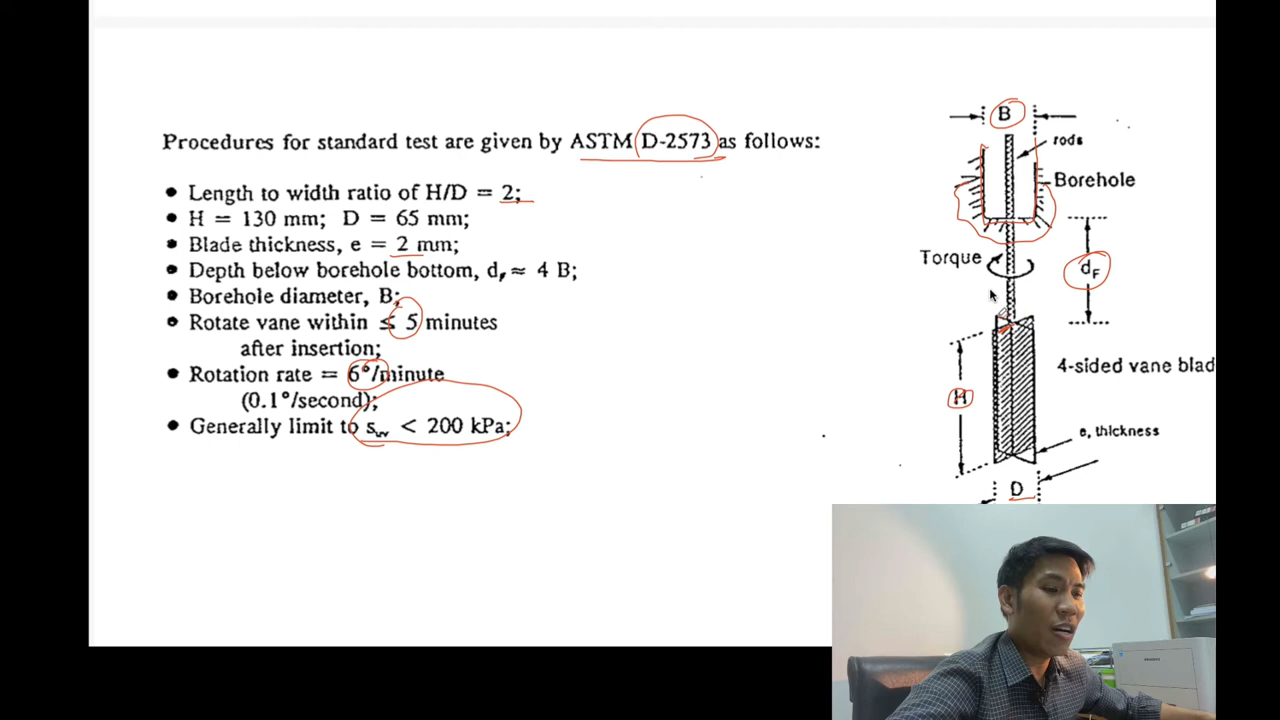 Procedures for standard test are given by ASTM D-2573 as follows:
• Length to width ratio of H/D = 2;
• H = 130 mm; D = 65 mm;
• Blade thickness, e = 2 mm;
• Depth below borehole bottom, df ≈ 4 B;
• Borehole diameter, B;
• Rotate vane within ≤ 5 minutes
after insertion;
• Rotation rate = 6°/minute
(0.1°/second);
• Generally limit to suv < 200 kPa;
B
rods
Borehole
Torque
dF
4-sided vane blad
H
e, thickness
D